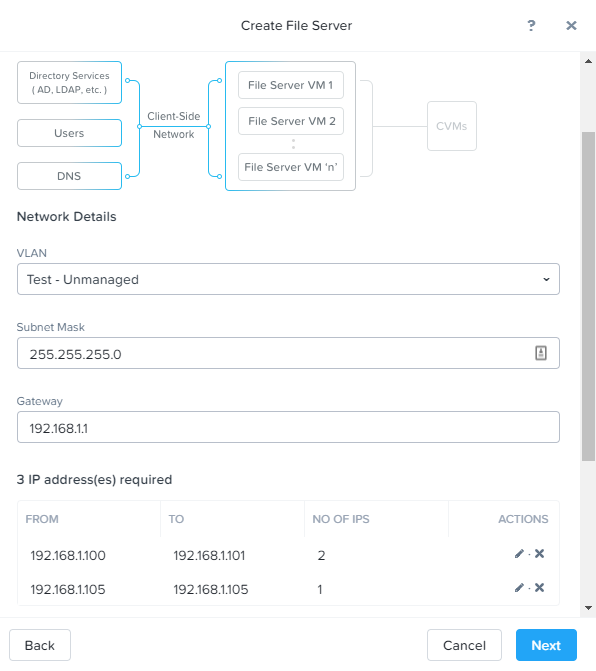 Create File Server
?
Directory Services
( AD, LDAP, etc. )
Users
DNS
Client-Side
Network
File Server VM 1
File Server VM 2
File Server VM 'n'
CVMs
Network Details
VLAN
Test - Unmanaged
Subnet Mask
255.255.255.0
Gateway
192.168.1.1
3 IP address(es) required
FROM TO NO OF IPS ACTIONS
192.168.1.100 192.168.1.101 2
192.168.1.105 192.168.1.105 1
Back Cancel Next